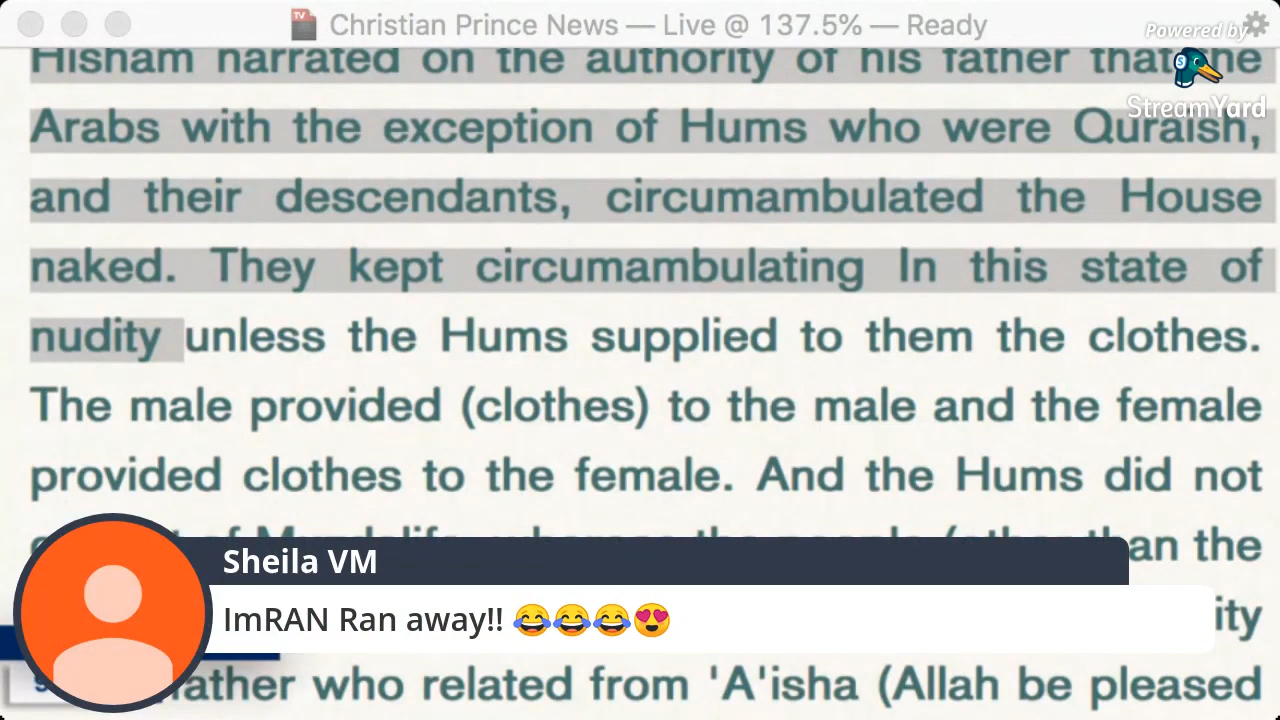 Christian Prince News — Live @ 137.5% — Ready
Powered by
StreamYard
Hisham narrated on the authority of his father that the
Arabs with the exception of Hums who were Quraish,
and their descendants, circumambulated the House
naked. They kept circumambulating In this state of
nudity unless the Hums supplied to them the clothes.
The male provided (clothes) to the male and the female
provided clothes to the female. And the Hums did not
than the
Sheila VM
ImRAN Ran away!! 😂😂😂😍
father who related from 'A'isha (Allah be pleased